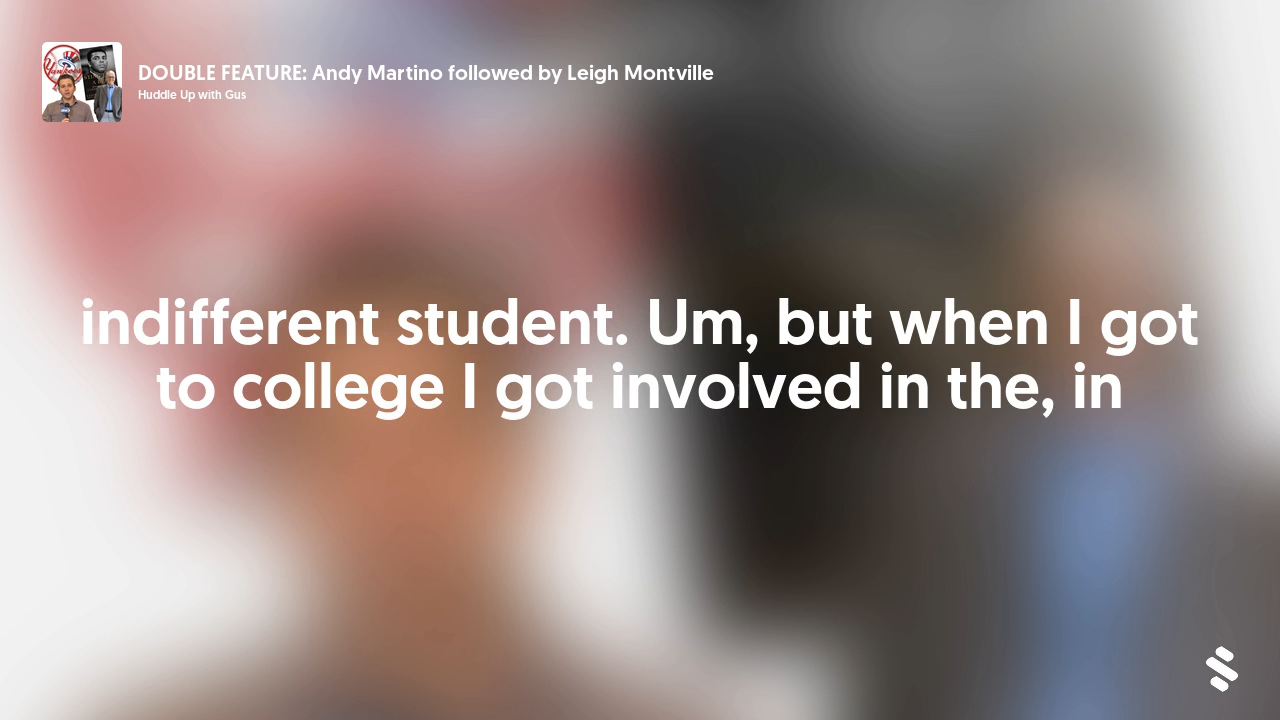 DOUBLE FEATURE: Andy Martino followed by Leigh Montville
Huddle Up with Gus
indifferent student. Um, but when I got
to college I got involved in the, in